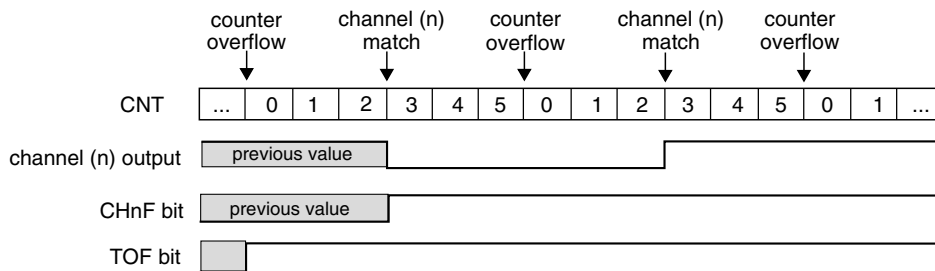 counter overflow
channel (n) match
counter overflow
channel (n) match
counter overflow
CNT ... 0 1 2 3 4 5 0 1 2 3 4 5 0 1 ...
channel (n) output previous value
CHnF bit previous value
TOF bit